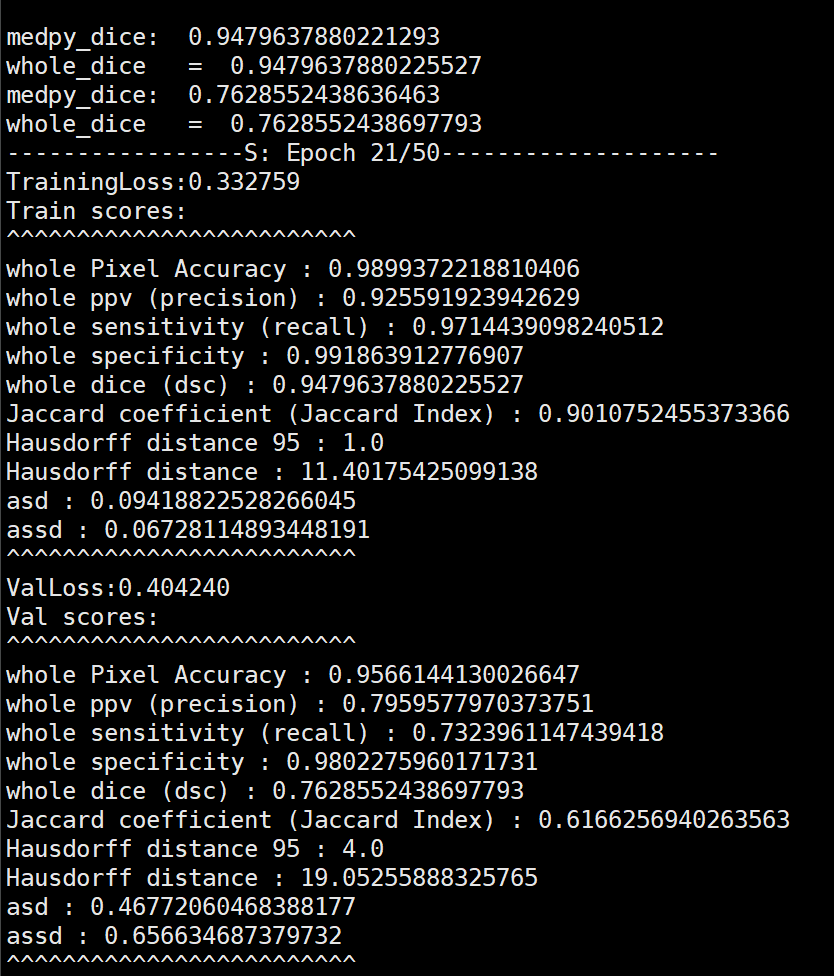 medpy_dice:  0.9479637880221293
whole_dice   =  0.9479637880225527
medpy_dice:  0.7628552438636463
whole_dice   =  0.7628552438697793
-----------------S: Epoch 21/50--------------------
TrainingLoss:0.332759
Train scores:
^^^^^^^^^^^^^^^^^^^^^^^^^
whole Pixel Accuracy : 0.9899372218810406
whole ppv (precision) : 0.925591923942629
whole sensitivity (recall) : 0.9714439098240512
whole specificity : 0.991863912776907
whole dice (dsc) : 0.9479637880225527
Jaccard coefficient (Jaccard Index) : 0.9010752455373366
Hausdorff distance 95 : 1.0
Hausdorff distance : 11.40175425099138
asd : 0.09418822528266045
assd : 0.06728114893448191
^^^^^^^^^^^^^^^^^^^^^^^^^
ValLoss:0.404240
Val scores:
^^^^^^^^^^^^^^^^^^^^^^^^^
whole Pixel Accuracy : 0.9566144130026647
whole ppv (precision) : 0.7959577970373751
whole sensitivity (recall) : 0.7323961147439418
whole specificity : 0.9802275960171731
whole dice (dsc) : 0.7628552438697793
Jaccard coefficient (Jaccard Index) : 0.6166256940263563
Hausdorff distance 95 : 4.0
Hausdorff distance : 19.05255888325765
asd : 0.46772060468388177
assd : 0.656634687379732
^^^^^^^^^^^^^^^^^^^^^^^^^